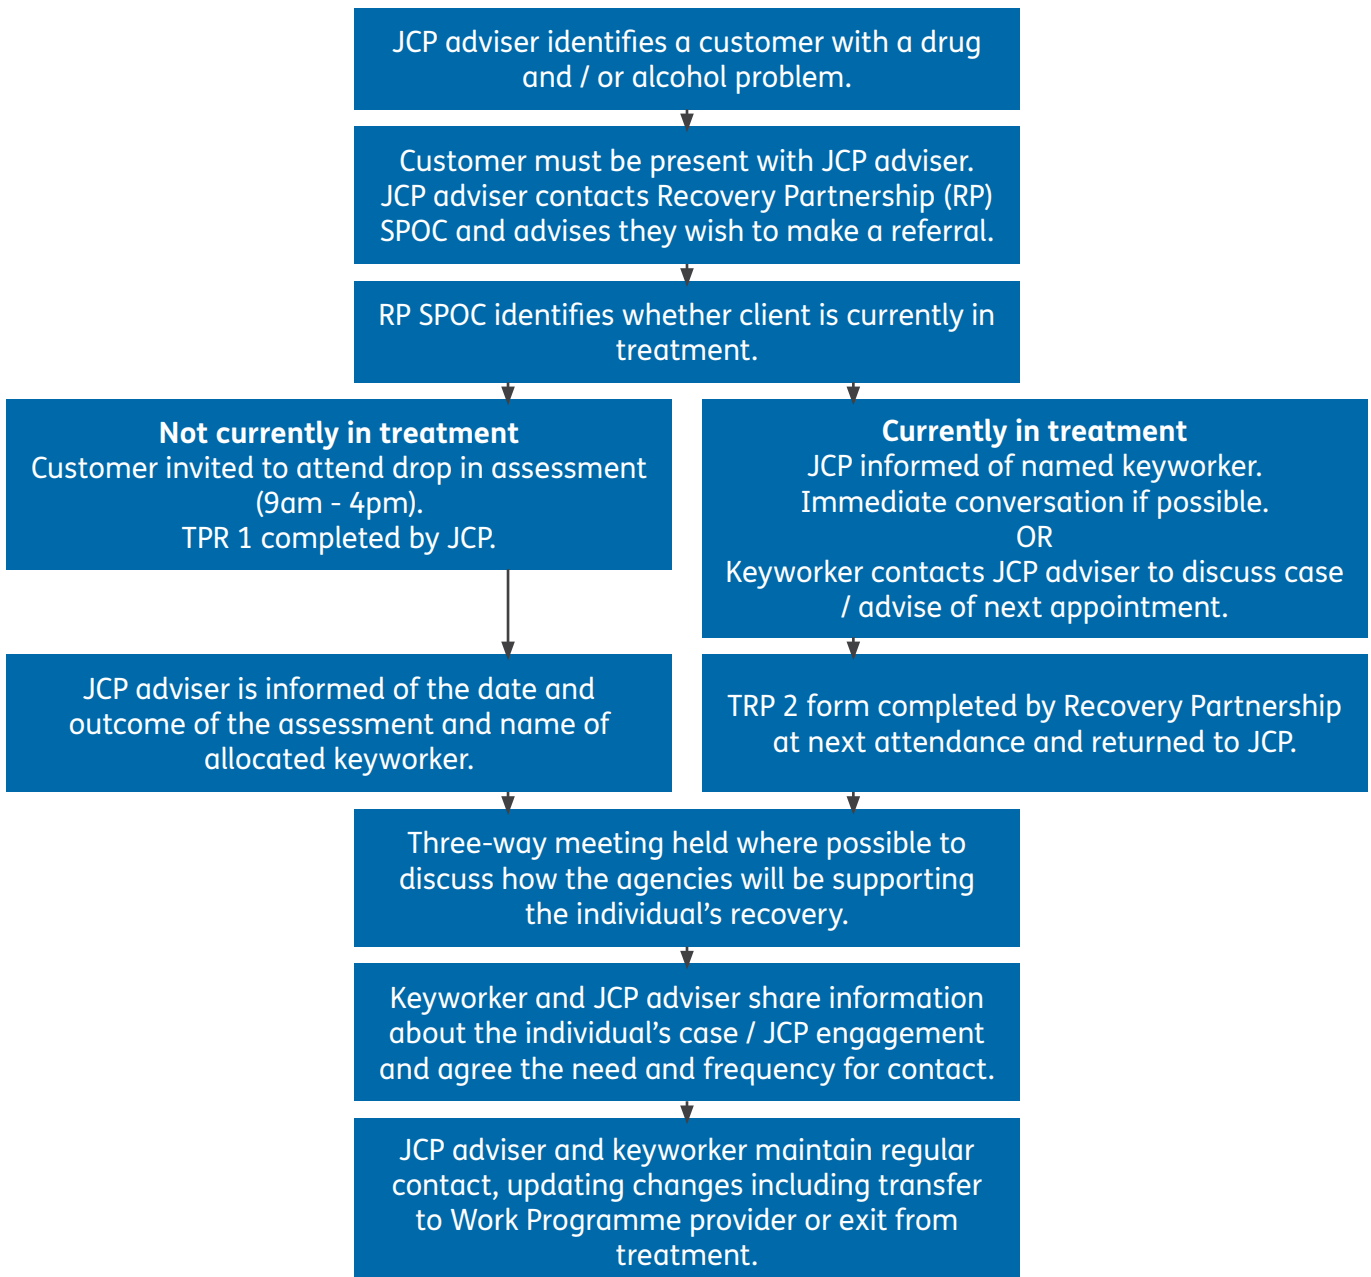 JCP adviser identifies a customer with a drug
and / or alcohol problem.
Customer must be present with JCP adviser.
JCP adviser contacts Recovery Partnership (RP)
SPOC and advises they wish to make a referral.
RP SPOC identifies whether client is currently in
treatment.
Not currently in treatment
Customer invited to attend drop in assessment
(9am - 4pm).
TPR 1 completed by JCP.
Currently in treatment
JCP informed of named keyworker.
Immediate conversation if possible.
OR
Keyworker contacts JCP adviser to discuss case
/ advise of next appointment.
JCP adviser is informed of the date and
outcome of the assessment and name of
allocated keyworker.
TRP 2 form completed by Recovery Partnership
at next attendance and returned to JCP.
Three-way meeting held where possible to
discuss how the agencies will be supporting
the individual’s recovery.
Keyworker and JCP adviser share information
about the individual’s case / JCP engagement
and agree the need and frequency for contact.
JCP adviser and keyworker maintain regular
contact, updating changes including transfer
to Work Programme provider or exit from
treatment.